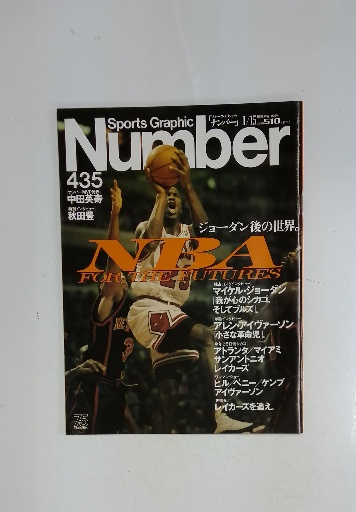 Sports Graphic
Number
1/15
510
435
中田英寿
秋田豊
ジョーダン後の世界。
NBA
FOR THE FUTURES
マイケル・ジョーダン
「我が心のシカゴ、
そしてブルズ」
アレン・アイヴァーソン
「小さな革命児」
アトランタ/マイアミ
サンアントニオ
レイカーズ
ヒル/ペニー/ケンプ
アイヴァーソン
レイカーズを追え。
23
3